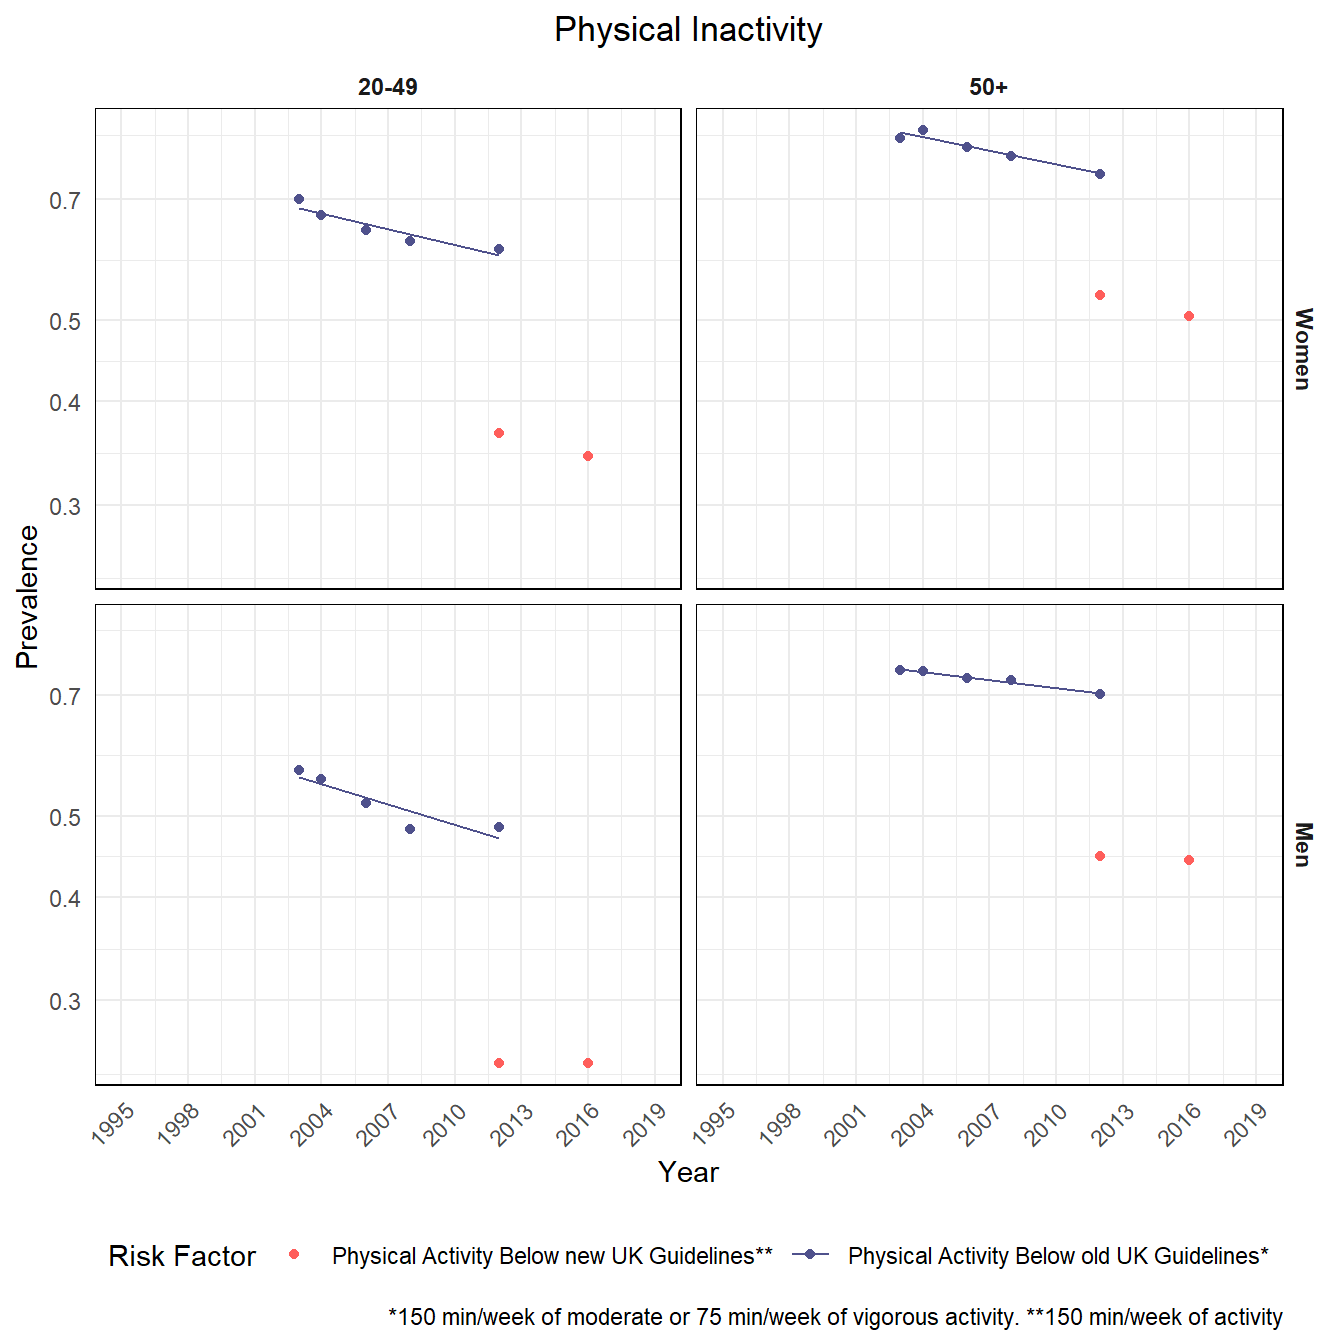 Physical Inactivity
20-49
50+
0.7
0.5
0.4
0.3
Women
Prevalence
0.7
0.5
0.4
0.3
Men
1995 1998 2001 2004 2007 2010 2013 2016 2019
1995 1998 2001 2004 2007 2010 2013 2016 2019
Year
Risk Factor Physical Activity Below new UK Guidelines** Physical Activity Below old UK Guidelines*
*150 min/week of moderate or 75 min/week of vigorous activity. **150 min/week of activity